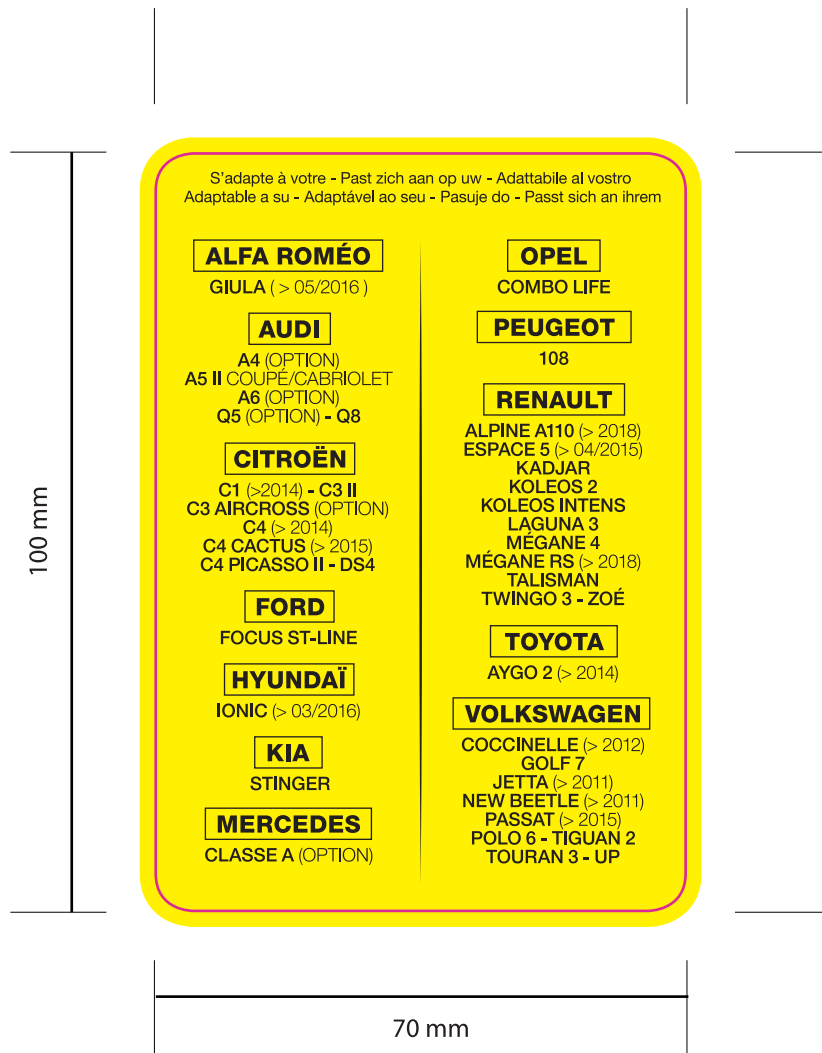 S'adapte à votre - Past zich aan op uw - Adattabile al vostro
Adaptable a su - Adaptável ao seu - Pasuje do - Passt sich an ihrem
ALFA ROMÉO
GIULA ( > 05/2016 )
AUDI
A4 (OPTION)
A5 II COUPÉ/CABRIOLET
A6 (OPTION)
Q5 (OPTION) - Q8
CITROËN
C1 (>2014) - C3 II
C3 AIRCROSS (OPTION)
C4 (> 2014)
C4 CACTUS (> 2015)
C4 PICASSO II - DS4
FORD
FOCUS ST-LINE
HYUNDAÏ
IONIC (> 03/2016)
KIA
STINGER
MERCEDES
CLASSE A (OPTION)
OPEL
COMBO LIFE
PEUGEOT
108
RENAULT
ALPINE A110 (> 2018)
ESPACE 5 (> 04/2015)
KADJAR
KOLEOS 2
KOLEOS INTENS
LAGUNA 3
MÉGANE 4
MÉGANE RS (> 2018)
TALISMAN
TWINGO 3 - ZOÉ
TOYOTA
AYGO 2 (> 2014)
VOLKSWAGEN
COCCINELLE (> 2012)
GOLF 7
JETTA (> 2011)
NEW BEETLE (> 2011)
PASSAT (> 2015)
POLO 6 - TIGUAN 2
TOURAN 3 - UP
100 mm
70 mm